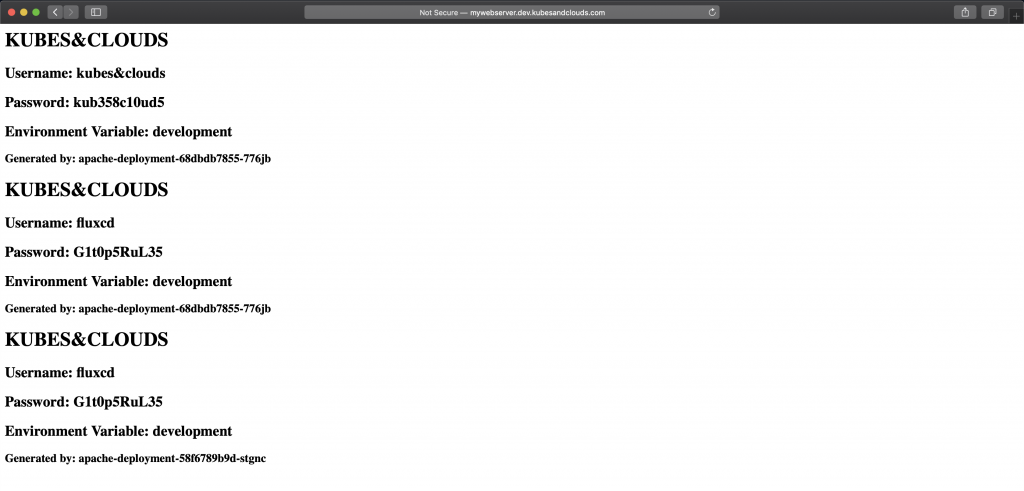 Not Secure — mywebserver.dev.kubesandclouds.com
KUBES&CLOUDS
Username: kubes&clouds
Password: kub358c10ud5
Environment Variable: development
Generated by: apache-deployment-68dbdb7855-776jb
KUBES&CLOUDS
Username: fluxcd
Password: G1t0p5RuL35
Environment Variable: development
Generated by: apache-deployment-68dbdb7855-776jb
KUBES&CLOUDS
Username: fluxcd
Password: G1t0p5RuL35
Environment Variable: development
Generated by: apache-deployment-58f6789b9d-stgnc